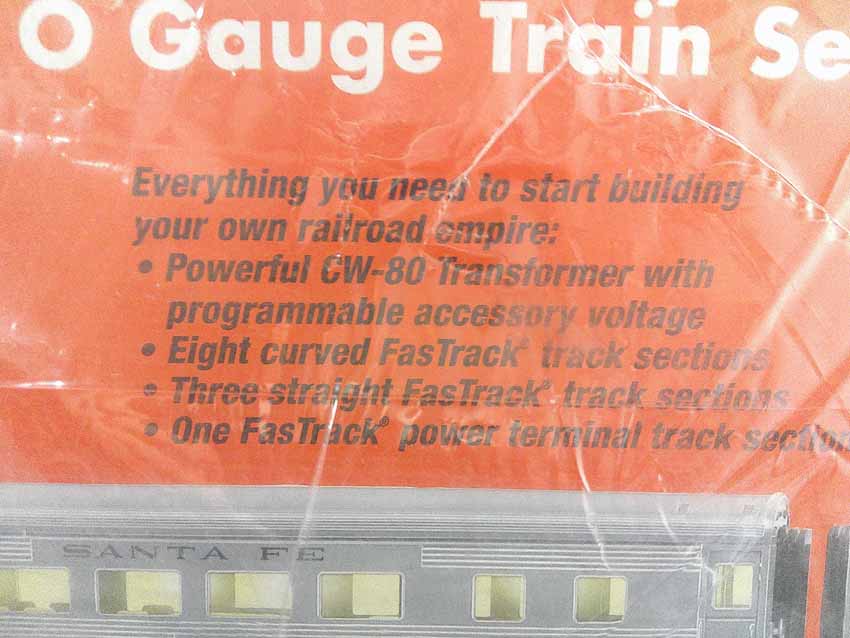 O Gauge Train Se
Everything you need to start building
your own railroad empire:
• Powerful CW-80 Transformer with
programmable accessory voltage
• Eight curved FasTrack® track sections
• Three straight FasTrack® track sections
• One FasTrack® power terminal track section
SANTA FE